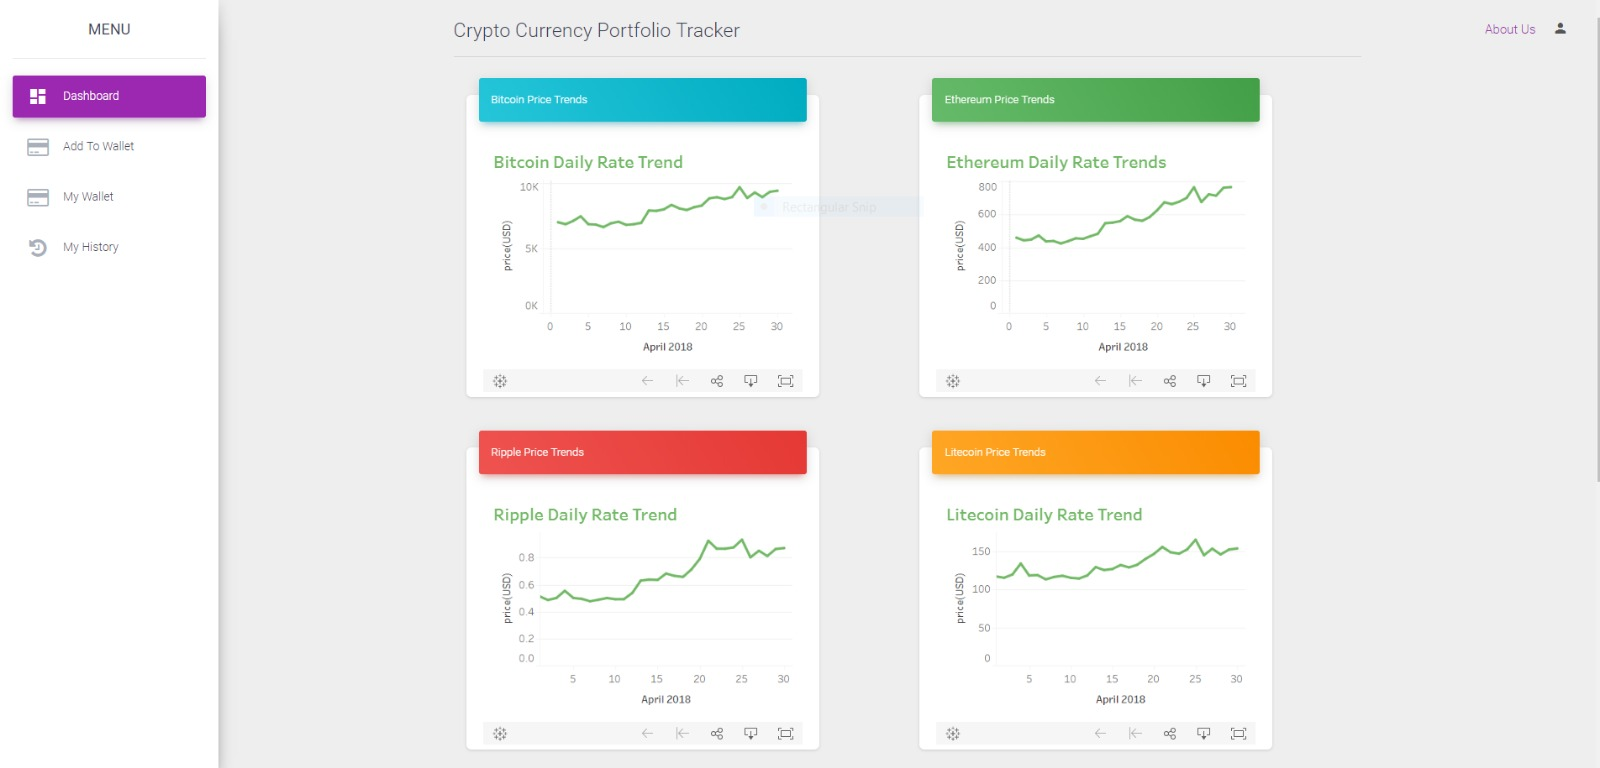 MENU
Dashboard
Add To Wallet
My Wallet
My History
Crypto Currency Portfolio Tracker
About Us
Bitcoin Price Trends
Bitcoin Daily Rate Trend
10K
5K
0K
price(USD)
0 5 10 15 20 25 30
April 2018
Rectangular Snip
Ethereum Price Trends
Ethereum Daily Rate Trends
800
600
400
200
0
price(USD)
0 5 10 15 20 25 30
April 2018
Ripple Price Trends
Ripple Daily Rate Trend
0.8
0.6
0.4
0.2
0.0
price(USD)
5 10 15 20 25 30
April 2018
Litecoin Price Trends
Litecoin Daily Rate Trend
150
100
50
0
price(USD)
5 10 15 20 25 30
April 2018